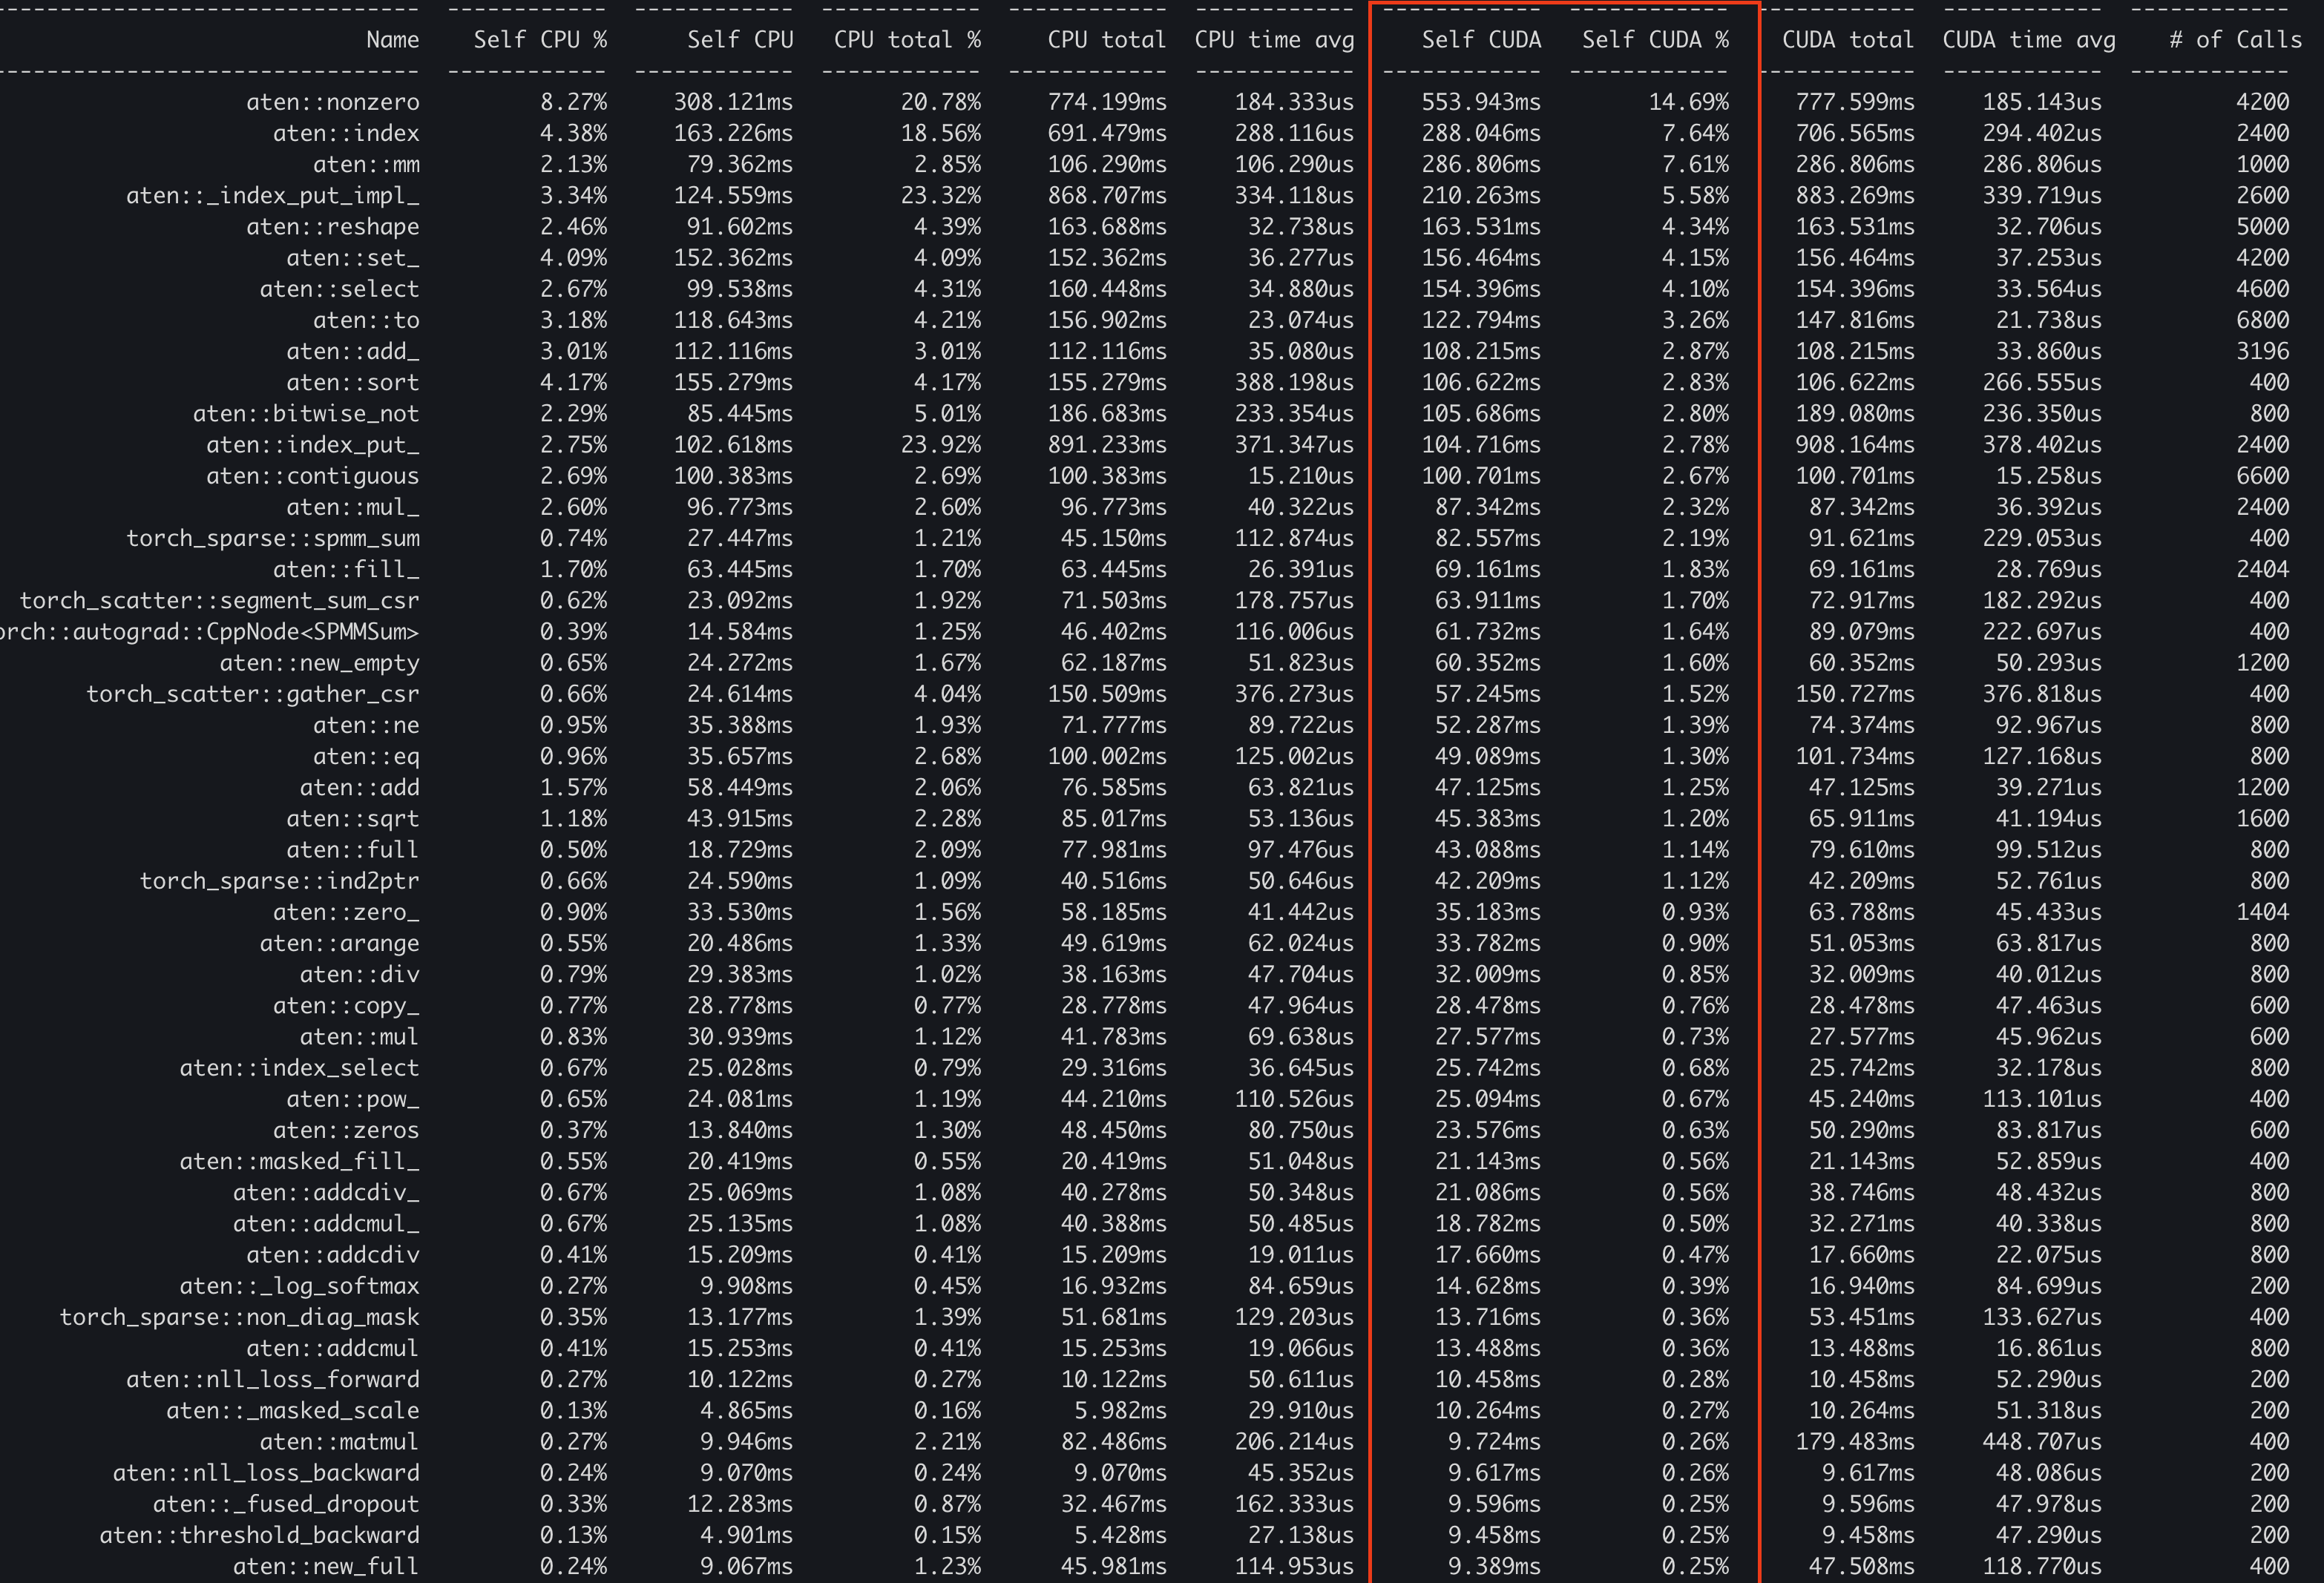 Name Self CPU % Self CPU CPU total % CPU total CPU time avg Self CUDA Self CUDA % CUDA total CUDA time avg # of Calls
aten::nonzero 8.27% 308.121ms 20.78% 774.199ms 184.333us 553.943ms 14.69% 777.599ms 185.143us 4200
aten::index 4.38% 163.226ms 18.56% 691.479ms 288.116us 288.046ms 7.64% 706.565ms 294.402us 2400
aten::mm 2.13% 79.362ms 2.85% 106.290ms 106.290us 286.806ms 7.61% 286.806ms 286.806us 1000
aten::_index_put_impl_ 3.34% 124.559ms 23.32% 868.707ms 334.118us 210.263ms 5.58% 883.269ms 339.719us 2600
aten::reshape 2.46% 91.602ms 4.39% 163.688ms 32.738us 163.531ms 4.34% 163.531ms 32.706us 5000
aten::set_ 4.09% 152.362ms 4.09% 152.362ms 36.277us 156.464ms 4.15% 156.464ms 37.253us 4200
aten::select 2.67% 99.538ms 4.31% 160.448ms 34.880us 154.396ms 4.10% 154.396ms 33.564us 4600
aten::to 3.18% 118.643ms 4.21% 156.902ms 23.074us 122.794ms 3.26% 147.816ms 21.738us 6800
aten::add_ 3.01% 112.116ms 3.01% 112.116ms 35.080us 108.215ms 2.87% 108.215ms 33.860us 3196
aten::sort 4.17% 155.279ms 4.17% 155.279ms 388.198us 106.622ms 2.83% 106.622ms 266.555us 400
aten::bitwise_not 2.29% 85.445ms 5.01% 186.683ms 233.354us 105.686ms 2.80% 189.080ms 236.350us 800
aten::index_put_ 2.75% 102.618ms 23.92% 891.233ms 371.347us 104.716ms 2.78% 908.164ms 378.402us 2400
aten::contiguous 2.69% 100.383ms 2.69% 100.383ms 15.210us 100.701ms 2.67% 100.701ms 15.258us 6600
aten::mul_ 2.60% 96.773ms 2.60% 96.773ms 40.322us 87.342ms 2.32% 87.342ms 36.392us 2400
torch_sparse::spmm_sum 0.74% 27.447ms 1.21% 45.150ms 112.874us 82.557ms 2.19% 91.621ms 229.053us 400
aten::fill_ 1.70% 63.445ms 1.70% 63.445ms 26.391us 69.161ms 1.83% 69.161ms 28.769us 2404
torch_scatter::segment_sum_csr 0.62% 23.092ms 1.92% 71.503ms 178.757us 63.911ms 1.70% 72.917ms 182.292us 400
orch::autograd::CppNode<SPMMSum> 0.39% 14.584ms 1.25% 46.402ms 116.006us 61.732ms 1.64% 89.079ms 222.697us 400
aten::new_empty 0.65% 24.272ms 1.67% 62.187ms 51.823us 60.352ms 1.60% 60.352ms 50.293us 1200
torch_scatter::gather_csr 0.66% 24.614ms 4.04% 150.509ms 376.273us 57.245ms 1.52% 150.727ms 376.818us 400
aten::ne 0.95% 35.388ms 1.93% 71.777ms 89.722us 52.287ms 1.39% 74.374ms 92.967us 800
aten::eq 0.96% 35.657ms 2.68% 100.002ms 125.002us 49.089ms 1.30% 101.734ms 127.168us 800
aten::add 1.57% 58.449ms 2.06% 76.585ms 63.821us 47.125ms 1.25% 47.125ms 39.271us 1200
aten::sqrt 1.18% 43.915ms 2.28% 85.017ms 53.136us 45.383ms 1.20% 65.911ms 41.194us 1600
aten::full 0.50% 18.729ms 2.09% 77.981ms 97.476us 43.088ms 1.14% 79.610ms 99.512us 800
torch_sparse::ind2ptr 0.66% 24.590ms 1.09% 40.516ms 50.646us 42.209ms 1.12% 42.209ms 52.761us 800
aten::zero_ 0.90% 33.530ms 1.56% 58.185ms 41.442us 35.183ms 0.93% 63.788ms 45.433us 1404
aten::arange 0.55% 20.486ms 1.33% 49.619ms 62.024us 33.782ms 0.90% 51.053ms 63.817us 800
aten::div 0.79% 29.383ms 1.02% 38.163ms 47.704us 32.009ms 0.85% 32.009ms 40.012us 800
aten::copy_ 0.77% 28.778ms 0.77% 28.778ms 47.964us 28.478ms 0.76% 28.478ms 47.463us 600
aten::mul 0.83% 30.939ms 1.12% 41.783ms 69.638us 27.577ms 0.73% 27.577ms 45.962us 600
aten::index_select 0.67% 25.028ms 0.79% 29.316ms 36.645us 25.742ms 0.68% 25.742ms 32.178us 800
aten::pow_ 0.65% 24.081ms 1.19% 44.210ms 110.526us 25.094ms 0.67% 45.240ms 113.101us 400
aten::zeros 0.37% 13.840ms 1.30% 48.450ms 80.750us 23.576ms 0.63% 50.290ms 83.817us 600
aten::masked_fill_ 0.55% 20.419ms 0.55% 20.419ms 51.048us 21.143ms 0.56% 21.143ms 52.859us 400
aten::addcdiv_ 0.67% 25.069ms 1.08% 40.278ms 50.348us 21.086ms 0.56% 38.746ms 48.432us 800
aten::addcmul_ 0.67% 25.135ms 1.08% 40.388ms 50.485us 18.782ms 0.50% 32.271ms 40.338us 800
aten::addcdiv 0.41% 15.209ms 0.41% 15.209ms 19.011us 17.660ms 0.47% 17.660ms 22.075us 800
aten::_log_softmax 0.27% 9.908ms 0.45% 16.932ms 84.659us 14.628ms 0.39% 16.940ms 84.699us 200
torch_sparse::non_diag_mask 0.35% 13.177ms 1.39% 51.681ms 129.203us 13.716ms 0.36% 53.451ms 133.627us 400
aten::addcmul 0.41% 15.253ms 0.41% 15.253ms 19.066us 13.488ms 0.36% 13.488ms 16.861us 800
aten::nll_loss_forward 0.27% 10.122ms 0.27% 10.122ms 50.611us 10.458ms 0.28% 10.458ms 52.290us 200
aten::_masked_scale 0.13% 4.865ms 0.16% 5.982ms 29.910us 10.264ms 0.27% 10.264ms 51.318us 200
aten::matmul 0.27% 9.946ms 2.21% 82.486ms 206.214us 9.724ms 0.26% 179.483ms 448.707us 400
aten::nll_loss_backward 0.24% 9.070ms 0.24% 9.070ms 45.352us 9.617ms 0.26% 9.617ms 48.086us 200
aten::_fused_dropout 0.33% 12.283ms 0.87% 32.467ms 162.333us 9.596ms 0.25% 9.596ms 47.978us 200
aten::threshold_backward 0.13% 4.901ms 0.15% 5.428ms 27.138us 9.458ms 0.25% 9.458ms 47.290us 200
aten::new_full 0.24% 9.067ms 1.23% 45.981ms 114.953us 9.389ms 0.25% 47.508ms 118.770us 400